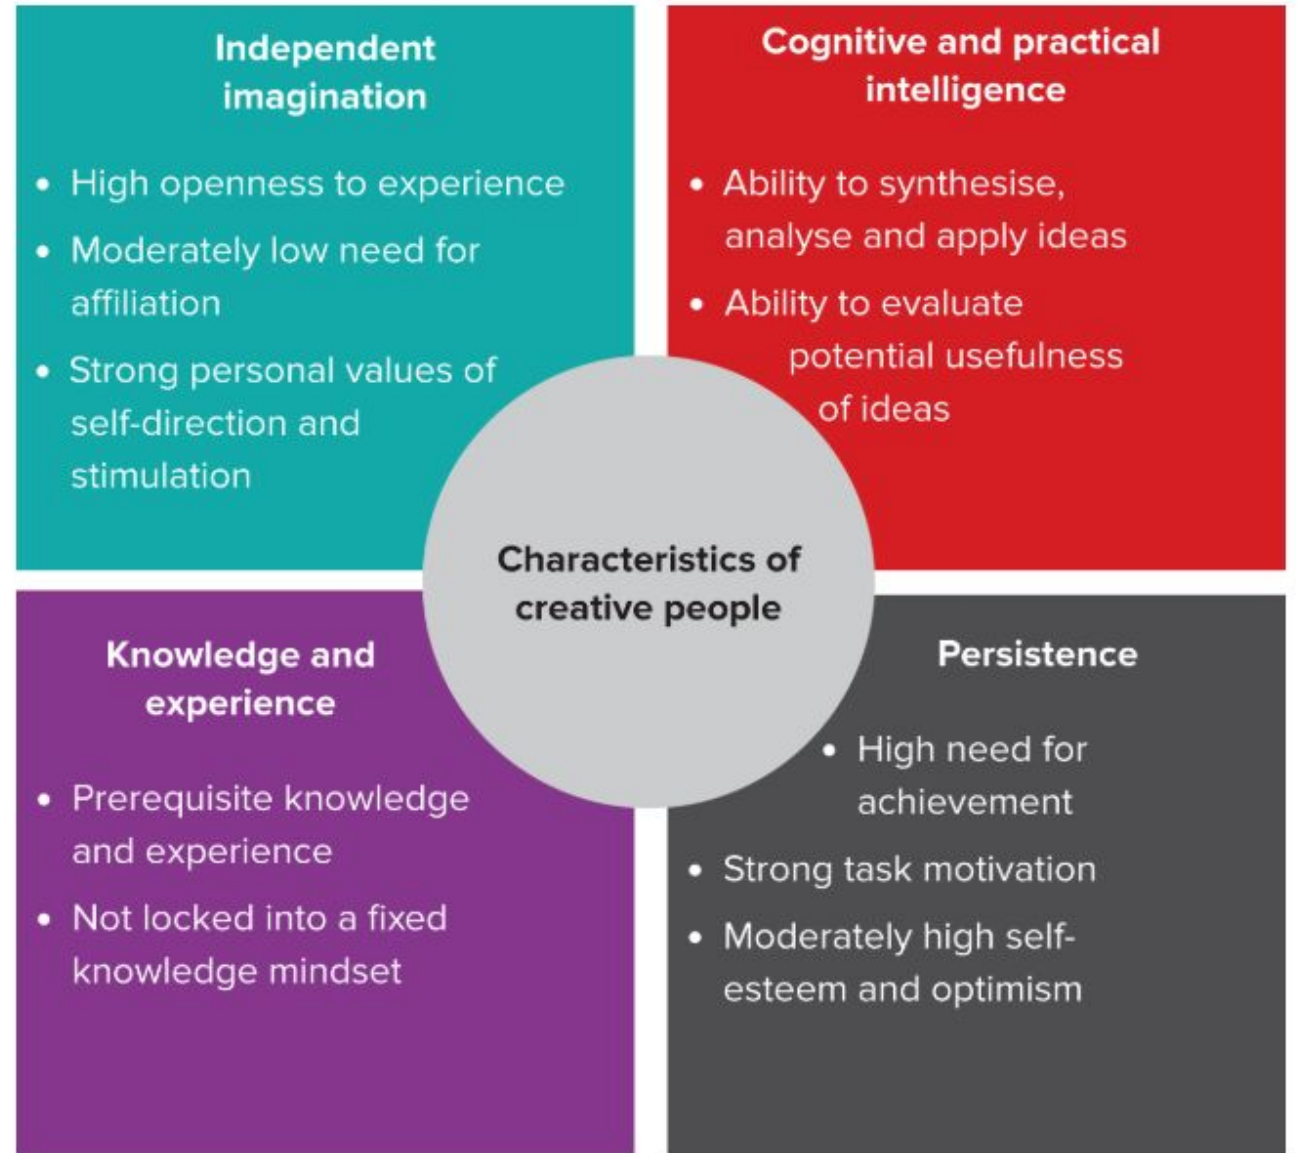 Independent
imagination
• High openness to experience
• Moderately low need for
affiliation
• Strong personal values of
self-direction and
stimulation
Cognitive and practical
intelligence
• Ability to synthesise,
analyse and apply ideas
• Ability to evaluate
potential usefulness
of ideas
Characteristics of
creative people
Knowledge and
experience
• Prerequisite knowledge
and experience
• Not locked into a fixed
knowledge mindset
Persistence
• High need for
achievement
• Strong task motivation
• Moderately high self-
esteem and optimism